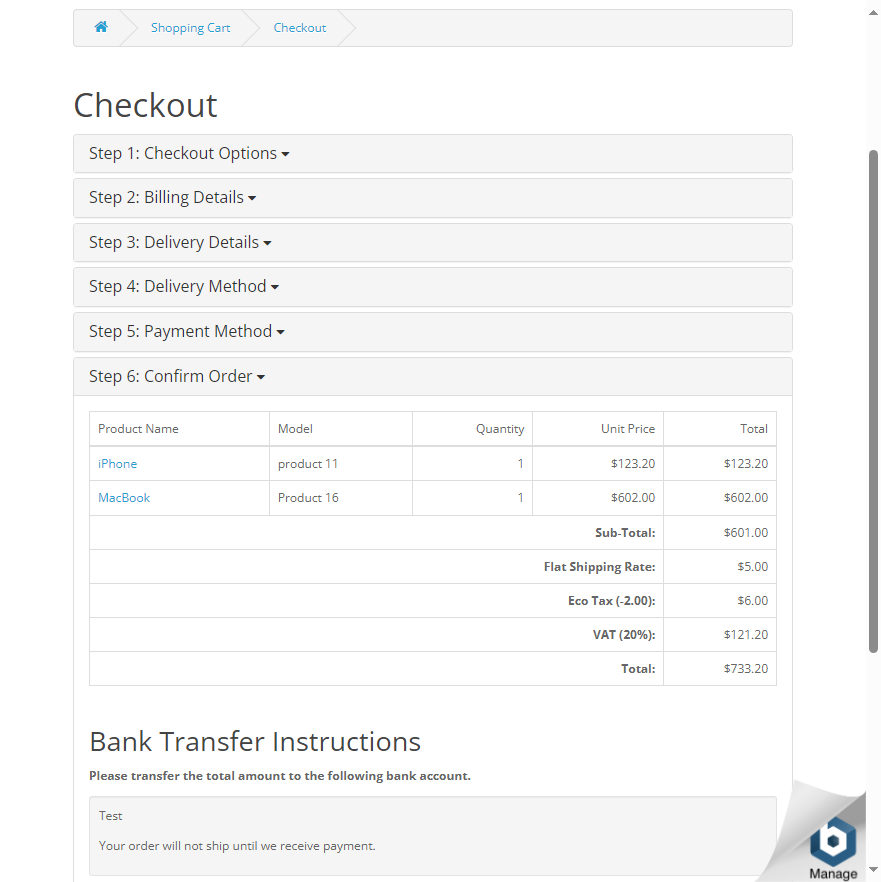 Shopping Cart Checkout
Checkout
Step 1: Checkout Options
Step 2: Billing Details
Step 3: Delivery Details
Step 4: Delivery Method
Step 5: Payment Method
Step 6: Confirm Order
Product Name Model Quantity Unit Price Total
iPhone product 11 1 $123.20 $123.20
MacBook Product 16 1 $602.00 $602.00
Sub-Total: $601.00
Flat Shipping Rate: $5.00
Eco Tax (-2.00): $6.00
VAT (20%): $121.20
Total: $733.20
Bank Transfer Instructions
Please transfer the total amount to the following bank account.
Test
Your order will not ship until we receive payment.
b
Manage